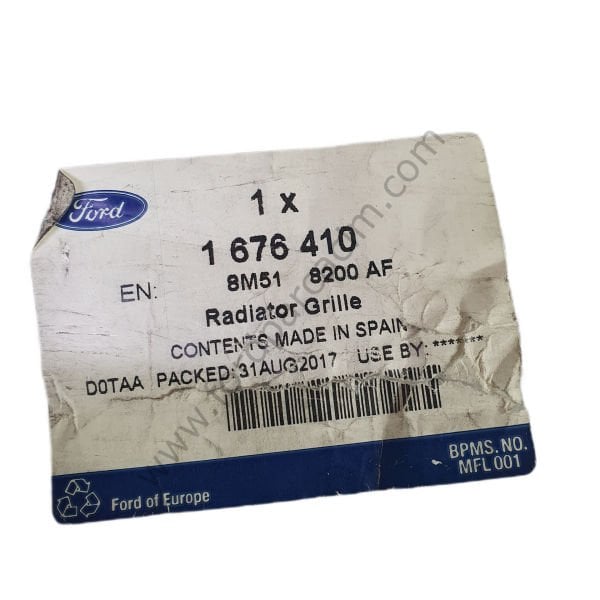 Ford
1 x
1 676 410
EN: 8M51 8200 AF
Radiator Grille
CONTENTS MADE IN SPAIN
D0TAA PACKED: 31AUG2017 USE BY: *******
BPMS. NO.
MFL 001
Ford of Europe